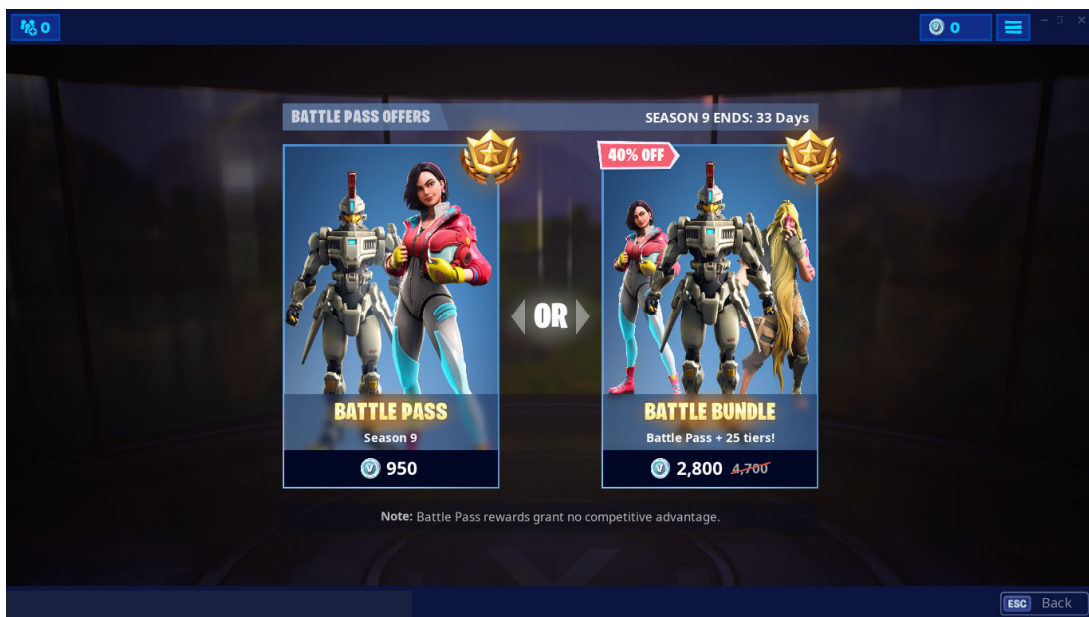 0
0
BATTLE PASS OFFERS
SEASON 9 ENDS: 33 Days
40% OFF
OR
BATTLE PASS
Season 9
V 950
BATTLE BUNDLE
Battle Pass + 25 tiers!
V 2,800 4,700
Note: Battle Pass rewards grant no competitive advantage.
ESC Back